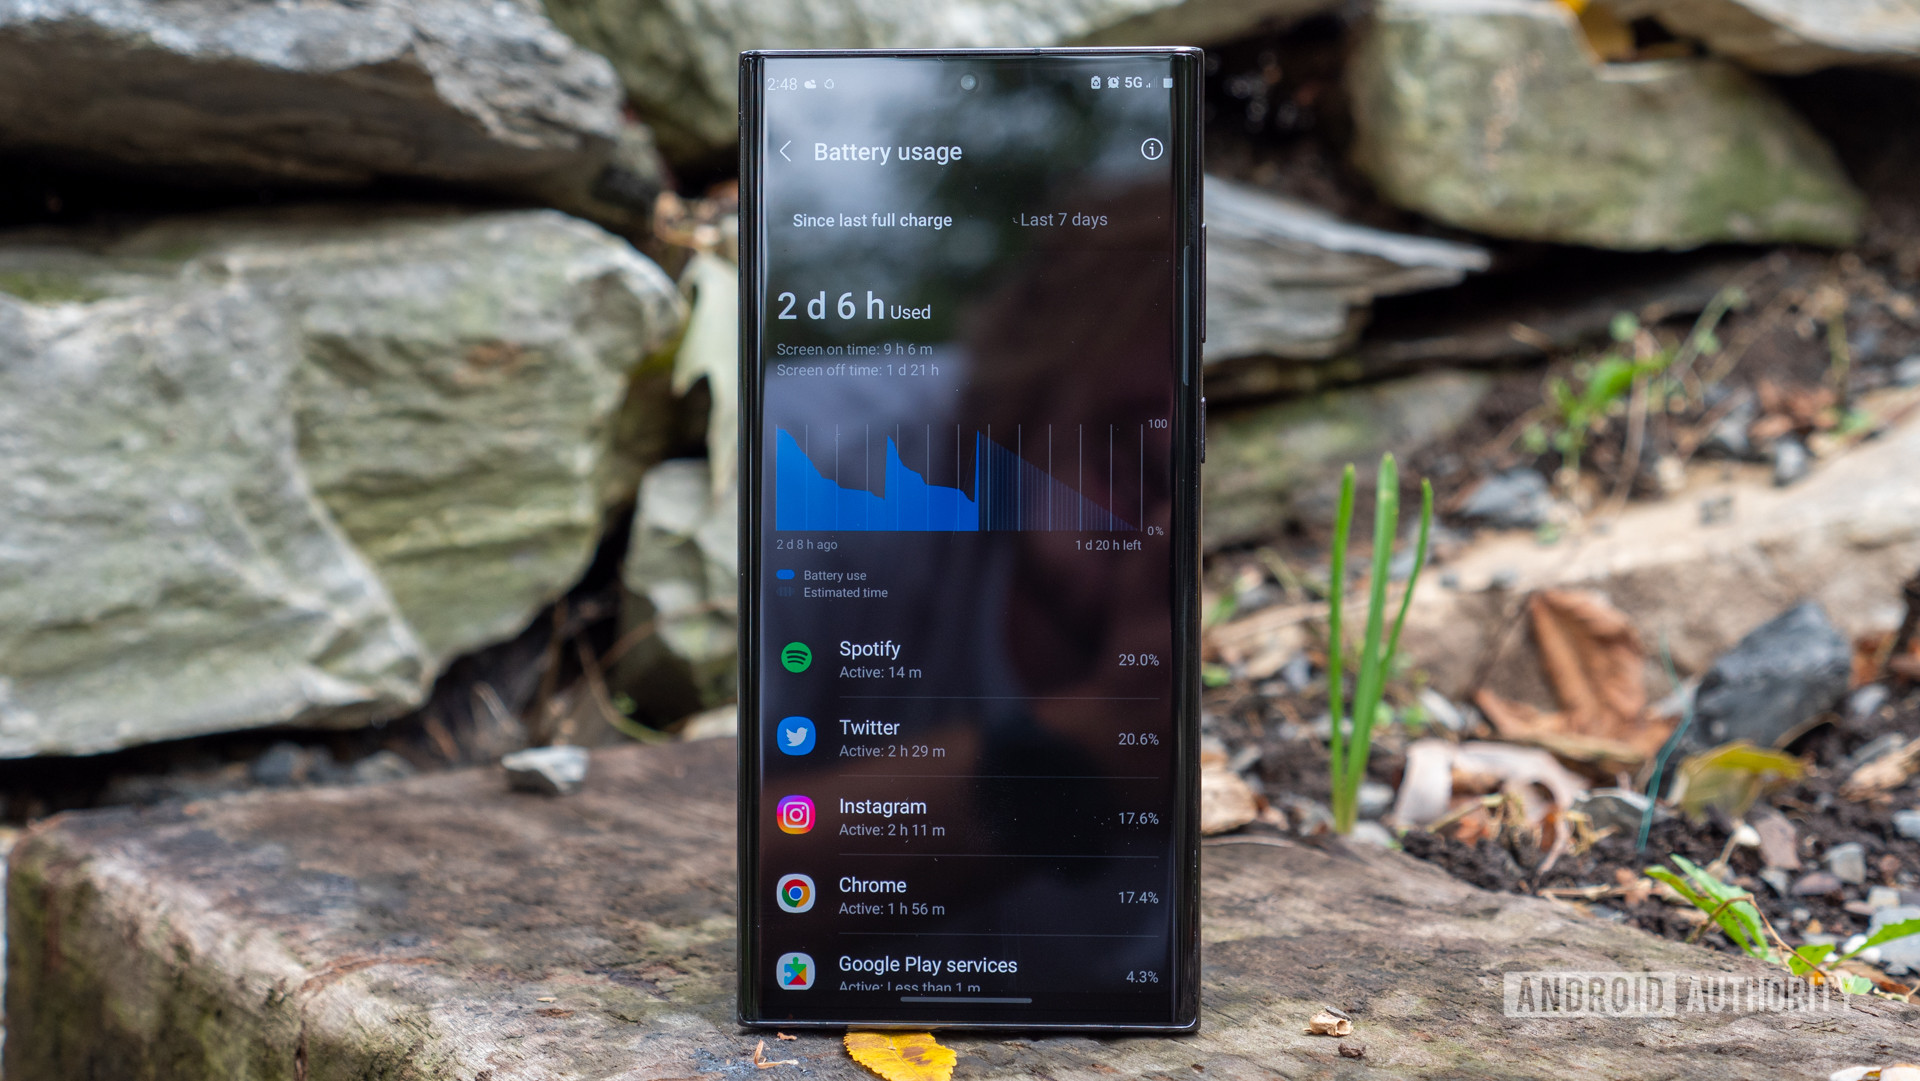 2:48
5G
Battery usage
Since last full charge
Last 7 days
2 d 6 h Used
Screen on time: 9 h 6 m
Screen off time: 1 d 21 h
100
0%
2 d 8 h ago
1 d 20 h left
Battery use
Estimated time
Spotify
Active: 14 m
29.0%
Twitter
Active: 2 h 29 m
20.6%
Instagram
Active: 2 h 11 m
17.6%
Chrome
Active: 1 h 56 m
17.4%
Google Play services
Active: Less than 1 m
4.3%
ANDROID AUTHORITY